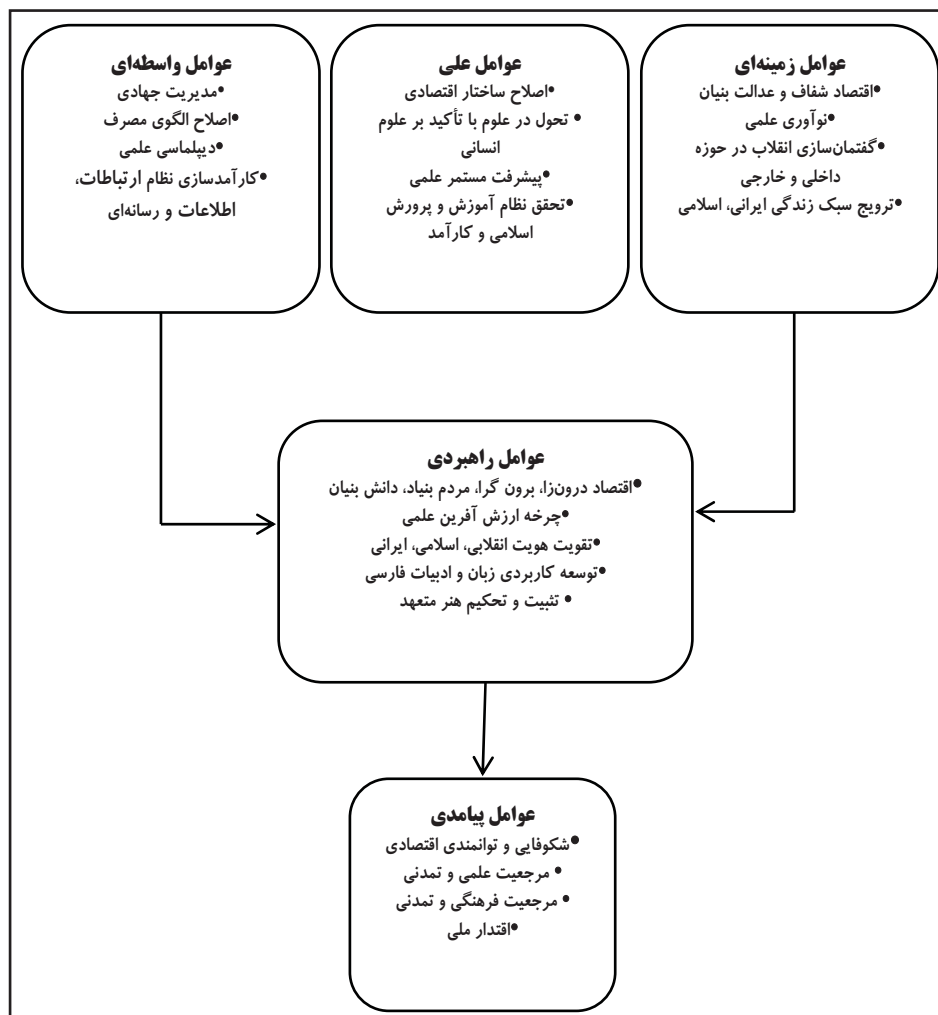 عوامل زمینه‌ای
•اقتصاد شفاف و عدالت بنیان
•نوآوری علمی
•گفتمان‌سازی انقلاب در حوزه
داخلی و خارجی
•ترویج سبک زندگی ایرانی، اسلامی
عوامل علی
•اصلاح ساختار اقتصادی
• تحول در علوم با تأکید بر علوم
انسانی
•پیشرفت مستمر علمی
•تحقق نظام آموزش و پرورش
اسلامی و کارآمد
عوامل واسطه‌ای
•مدیریت جهادی
•اصلاح الگوی مصرف
•دیپلماسی علمی
•کارآمدسازی نظام ارتباطات،
اطلاعات و رسانه‌ای
عوامل راهبردی
•اقتصاد درون‌زا، برون گرا، مردم بنیاد، دانش بنیان
•چرخه ارزش آفرین علمی
•تقویت هویت انقلابی، اسلامی، ایرانی
•توسعه کاربردی زبان و ادبیات فارسی
• تثبیت و تحکیم هنر متعهد
عوامل پیامدی
•شکوفایی و توانمندی اقتصادی
• مرجعیت علمی و تمدنی
• مرجعیت فرهنگی و تمدنی
•اقتدار ملی